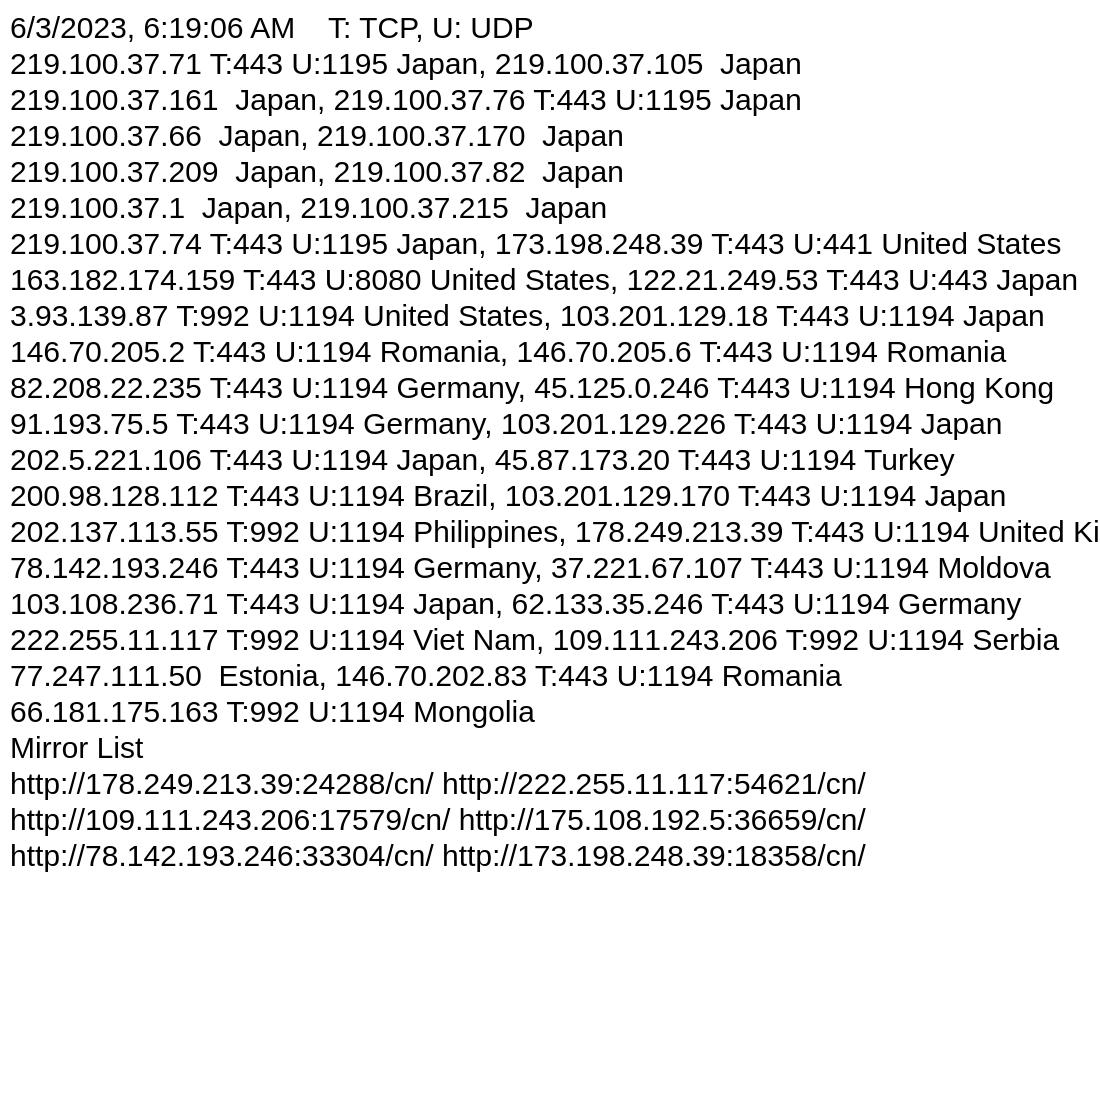 6/3/2023, 6:19:06 AM    T: TCP, U: UDP
219.100.37.71 T:443 U:1195 Japan, 219.100.37.105  Japan
219.100.37.161  Japan, 219.100.37.76 T:443 U:1195 Japan
219.100.37.66  Japan, 219.100.37.170  Japan
219.100.37.209  Japan, 219.100.37.82  Japan
219.100.37.1  Japan, 219.100.37.215  Japan
219.100.37.74 T:443 U:1195 Japan, 173.198.248.39 T:443 U:441 United States
163.182.174.159 T:443 U:8080 United States, 122.21.249.53 T:443 U:443 Japan
3.93.139.87 T:992 U:1194 United States, 103.201.129.18 T:443 U:1194 Japan
146.70.205.2 T:443 U:1194 Romania, 146.70.205.6 T:443 U:1194 Romania
82.208.22.235 T:443 U:1194 Germany, 45.125.0.246 T:443 U:1194 Hong Kong
91.193.75.5 T:443 U:1194 Germany, 103.201.129.226 T:443 U:1194 Japan
202.5.221.106 T:443 U:1194 Japan, 45.87.173.20 T:443 U:1194 Turkey
200.98.128.112 T:443 U:1194 Brazil, 103.201.129.170 T:443 U:1194 Japan
202.137.113.55 T:992 U:1194 Philippines, 178.249.213.39 T:443 U:1194 United Ki
78.142.193.246 T:443 U:1194 Germany, 37.221.67.107 T:443 U:1194 Moldova
103.108.236.71 T:443 U:1194 Japan, 62.133.35.246 T:443 U:1194 Germany
222.255.11.117 T:992 U:1194 Viet Nam, 109.111.243.206 T:992 U:1194 Serbia
77.247.111.50  Estonia, 146.70.202.83 T:443 U:1194 Romania
66.181.175.163 T:992 U:1194 Mongolia
Mirror List
http://178.249.213.39:24288/cn/ http://222.255.11.117:54621/cn/
http://109.111.243.206:17579/cn/ http://175.108.192.5:36659/cn/
http://78.142.193.246:33304/cn/ http://173.198.248.39:18358/cn/